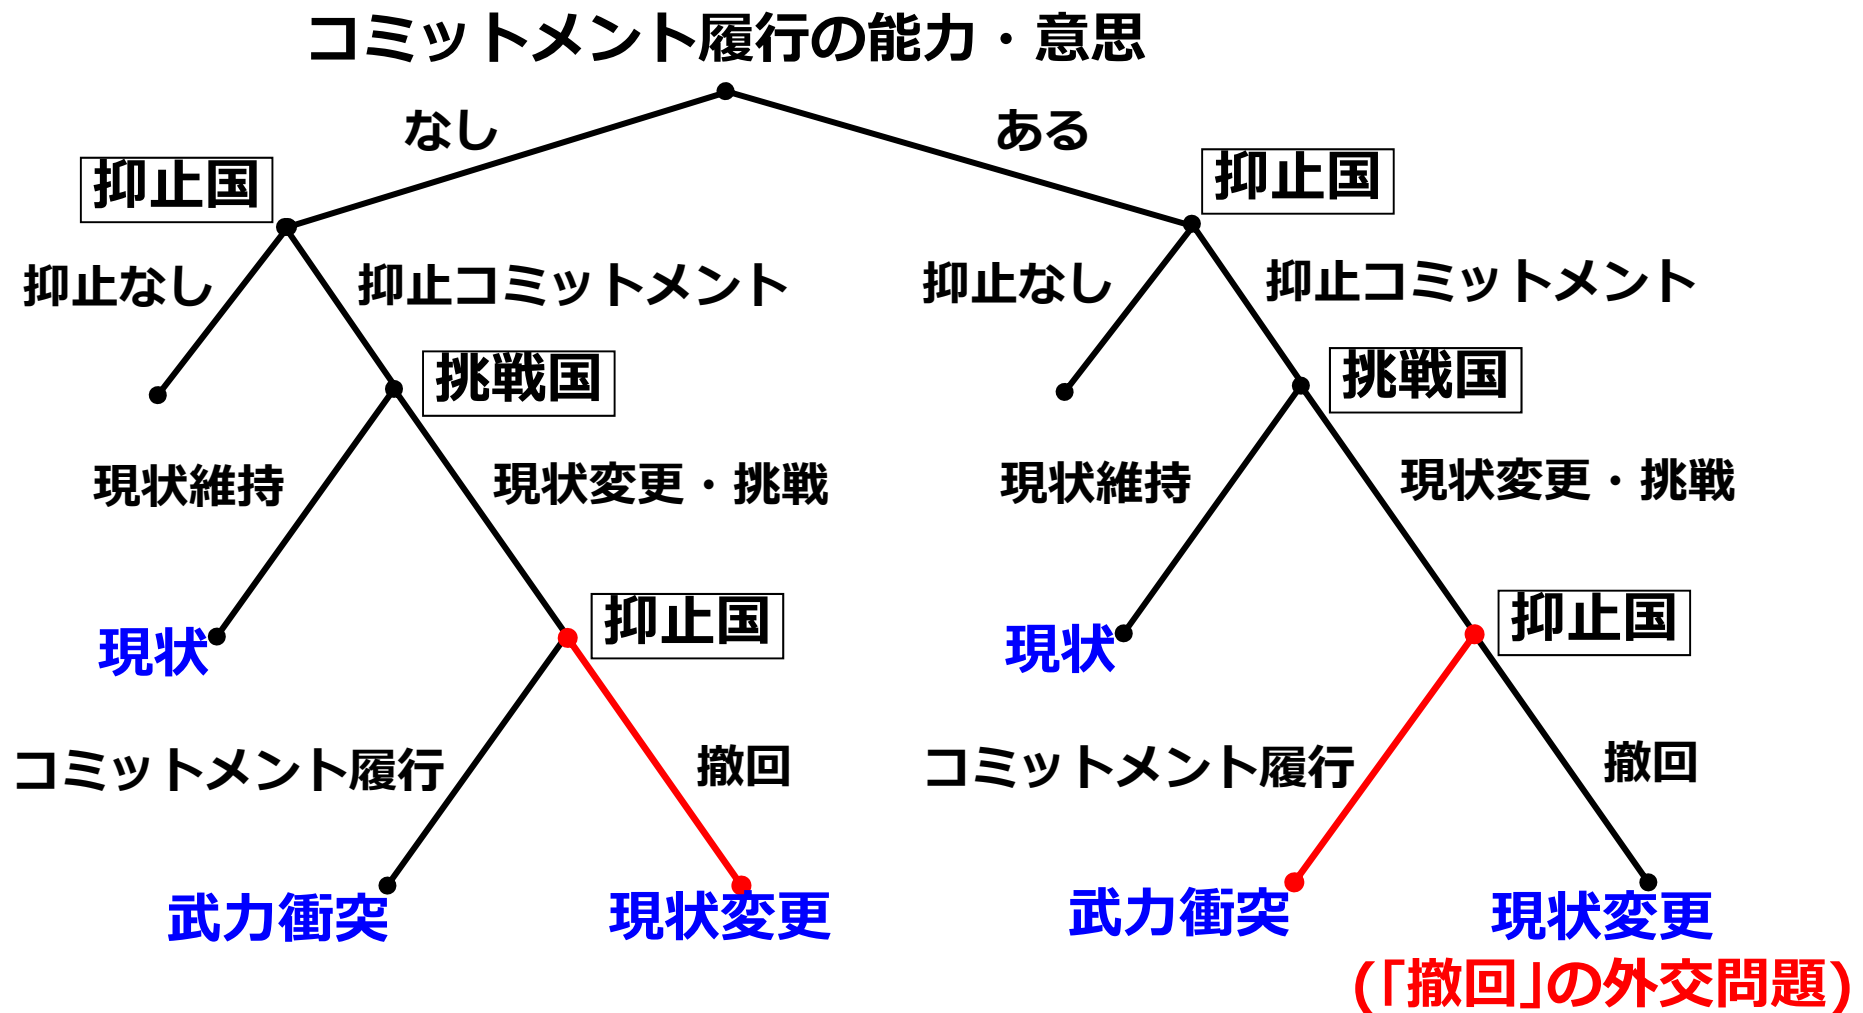 コミットメント履行の能力・意思
なし
ある
抑止国
抑止国
抑止なし
抑止コミットメント
抑止なし
抑止コミットメント
挑戦国
挑戦国
現状維持
現状変更・挑戦
現状維持
現状変更・挑戦
抑止国
抑止国
現状
現状
コミットメント履行
撤回
コミットメント履行
撤回
武力衝突
現状変更
武力衝突
現状変更
(「撤回」の外交問題)